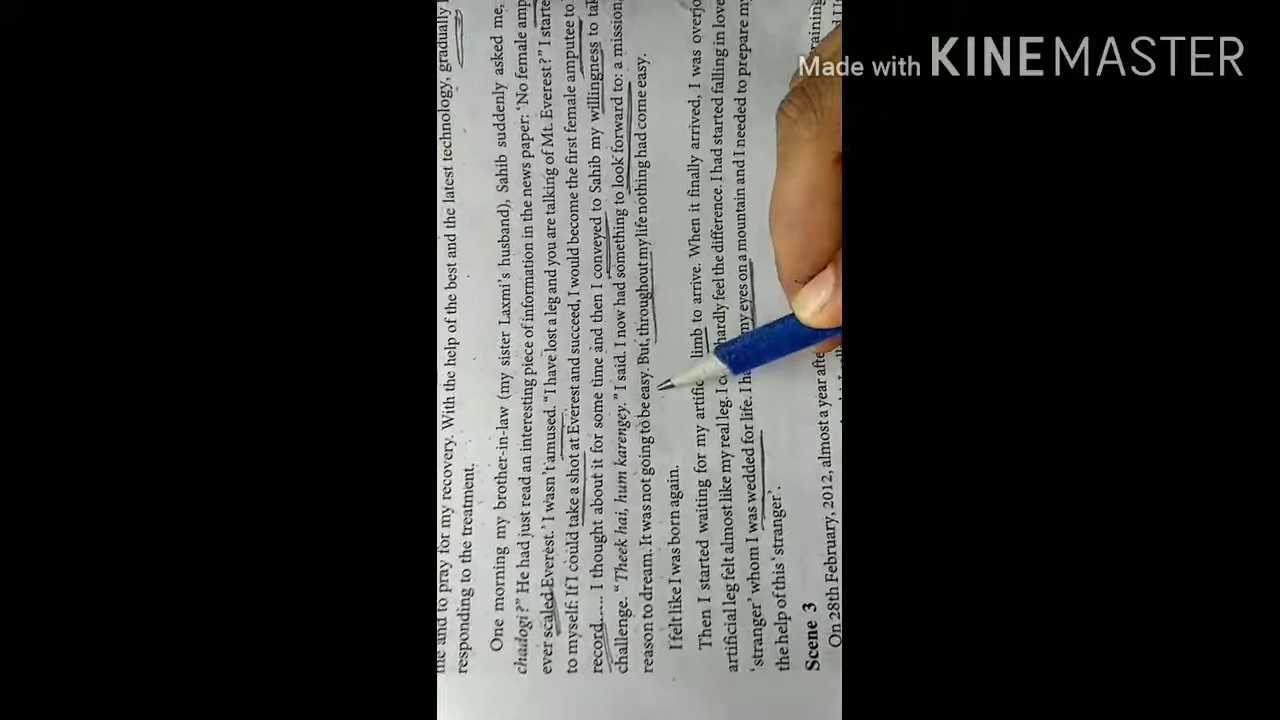 Made with KINEMASTER
me and to pray for my recovery. With the help of the best and the latest technology, gradually
responding to the treatment.
One morning my brother-in-law (my sister Laxmi's husband), Sahib suddenly asked me,
chadogi?" He had just read an interesting piece of information in the news paper: 'No female amp
ever scaled Everest.' I wasn't amused. "I have lost a leg and you are talking of Mt. Everest?" I starte
to myself: If I could take a shot at Everest and succeed, I would become the first female amputee to
record..... I thought about it for some time and then I conveyed to Sahib my willingness to ta
challenge. "Theek hai, hum karengey." I said. I now had something to look forward to: a mission,
reason to dream. It was not going to be easy. But, throughout my life nothing had come easy.
I felt like I was born again.
Then I started waiting for my artific limb to arrive. When it finally arrived, I was overjo
artificial leg felt almost like my real leg. I c hardly feel the difference. I had started falling in love
'stranger' whom I was wedded for life. I ha my eyes on a mountain and I needed to prepare my
the help of this 'stranger'.
Scene 3
On 28th February, 2012, almost a year afte raining